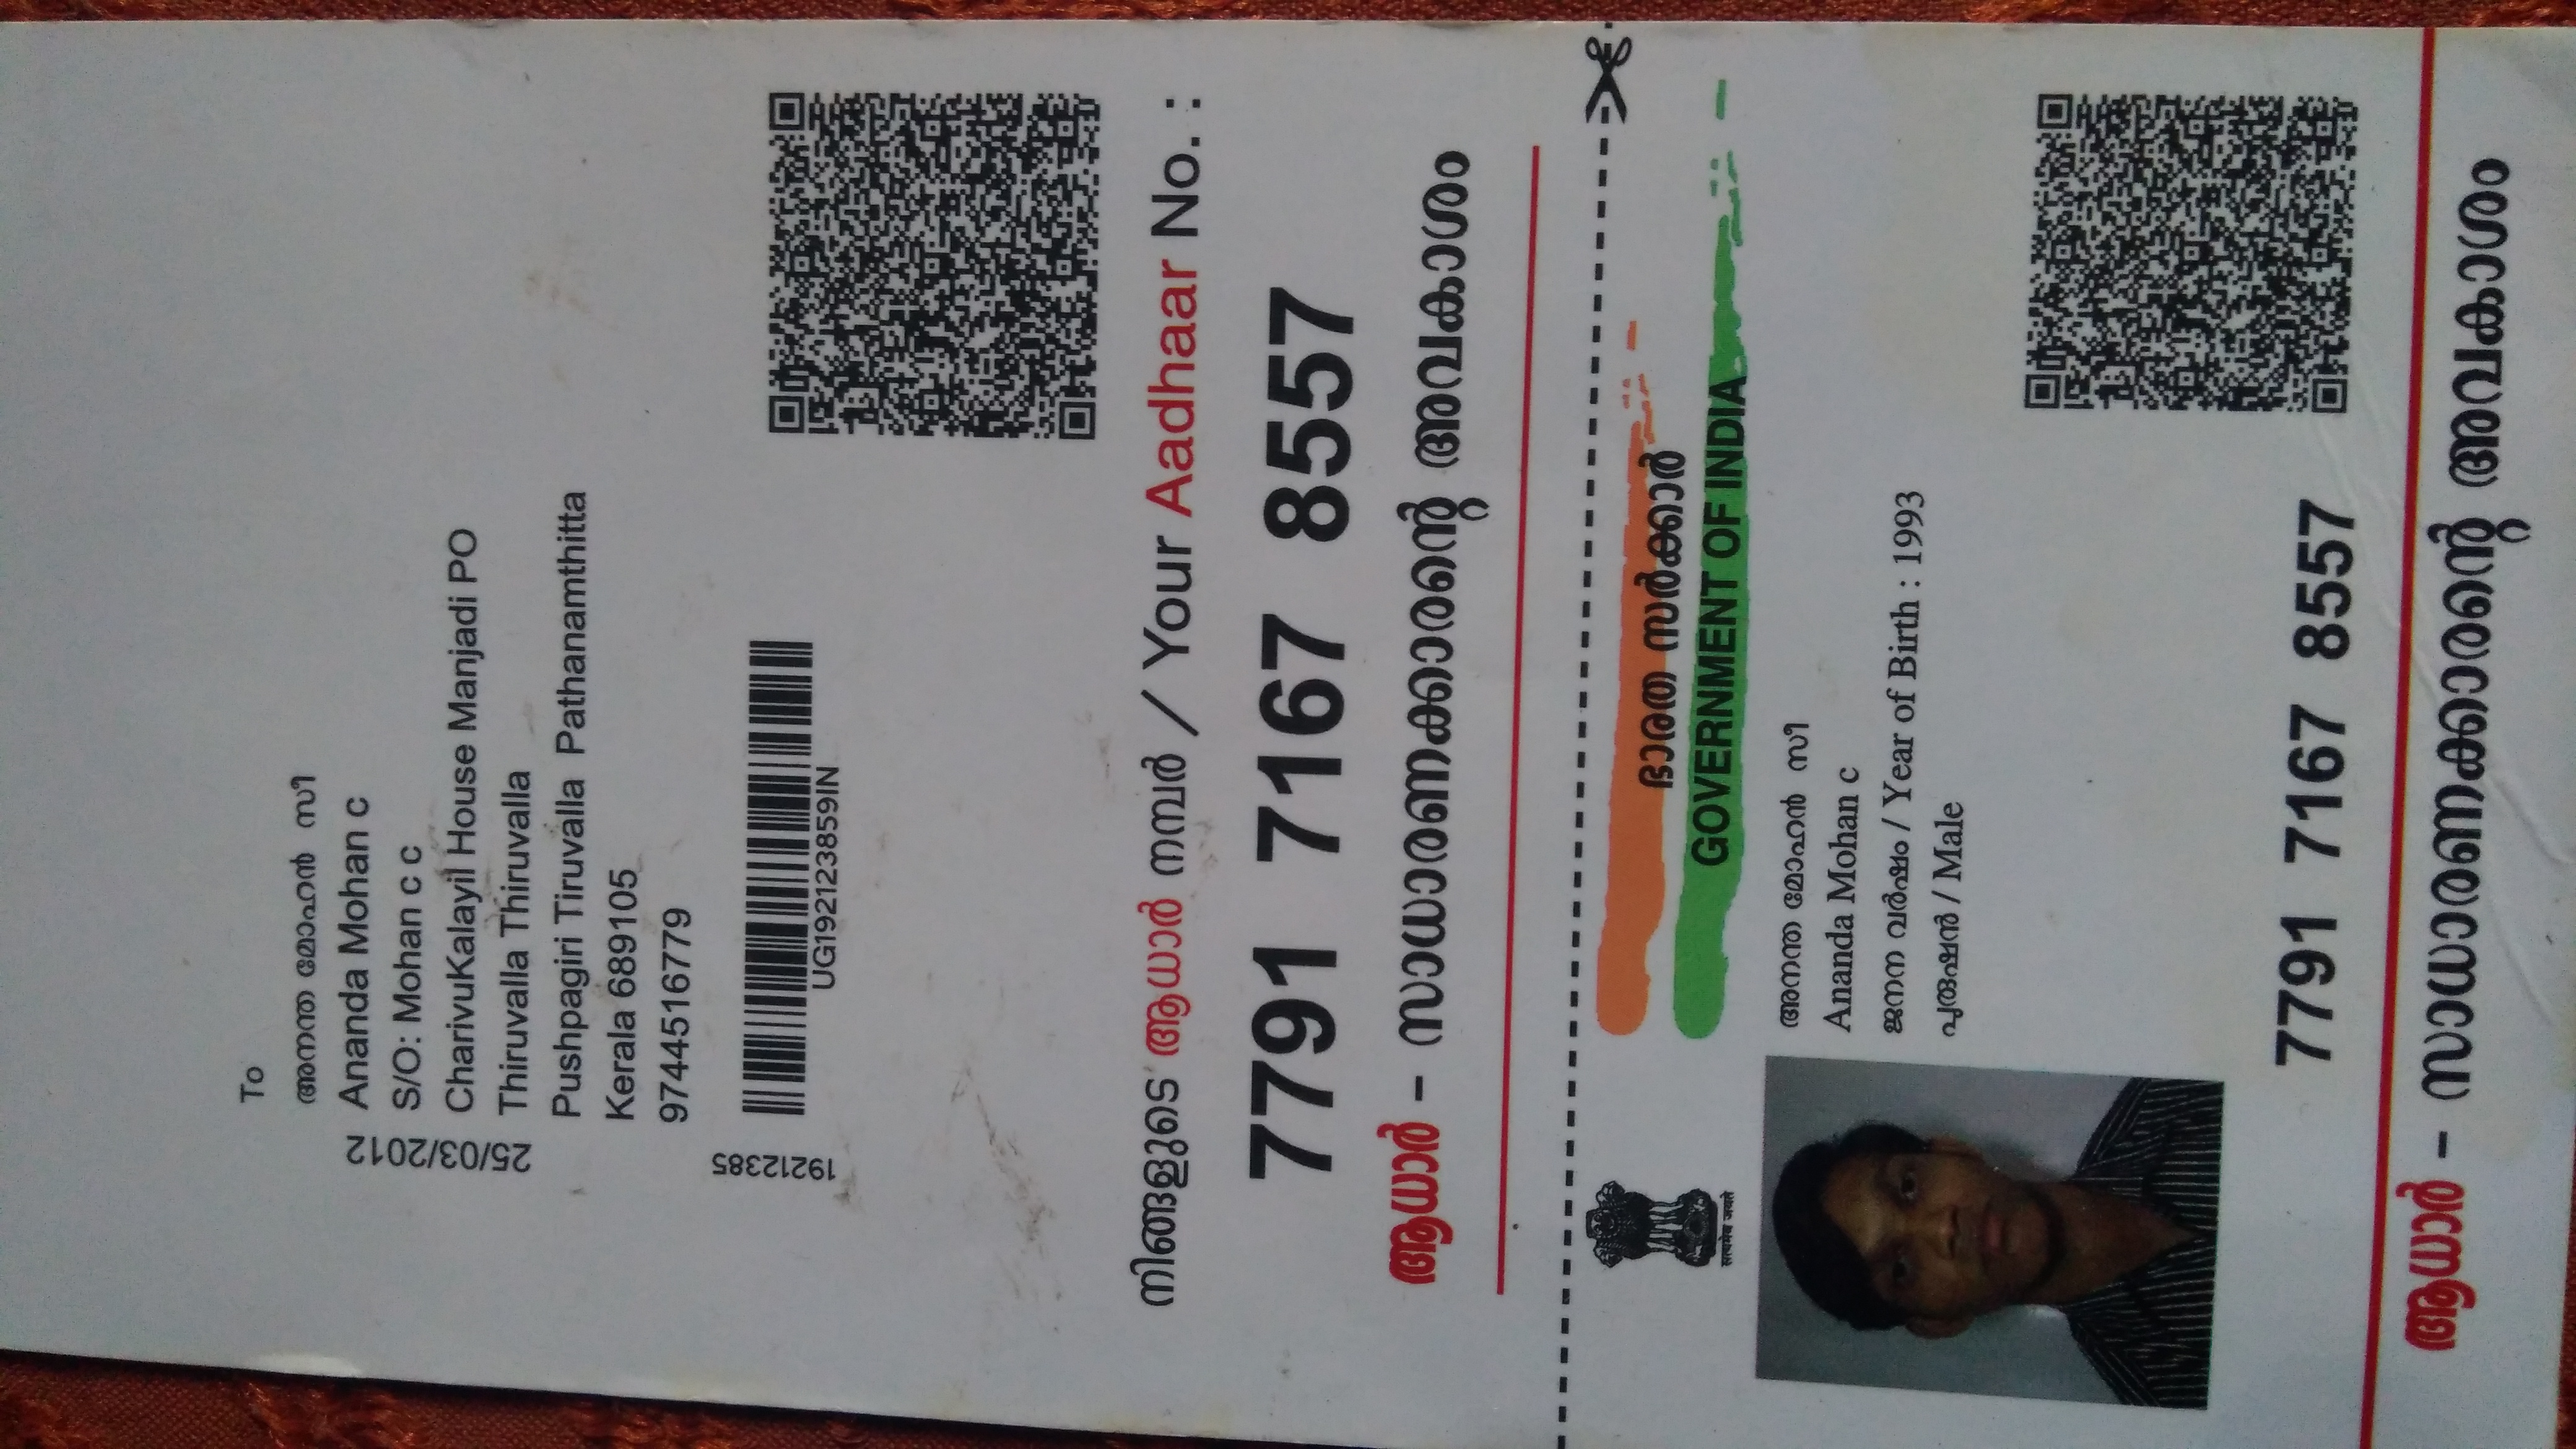 To
അനന്ത മോഹൻ സീ
Ananda Mohan c
S/O: Mohan c c
CharivuKalayil House Manjadi PO
Thiruvalla Thiruvalla
Pushpagiri Tiruvalla Pathanamthitta
Kerala 689105
9744516779
25/03/2012
19212385
UG192123859IN
നിങ്ങളുടെ ആധാർ നമ്പർ / Your Aadhaar No. :
7791 7167 8557
ആധാർ - സാധാരണക്കാരന്റെ അവകാശം
ഭാരത സർക്കാർ
GOVERNMENT OF INDIA
सत्यमेव जयते
അനന്ത മോഹൻ സീ
Ananda Mohan c
ജനന വർഷം / Year of Birth : 1993
പുരുഷൻ / Male
7791 7167 8557
ആധാർ - സാധാരണക്കാരന്റെ അവകാശം